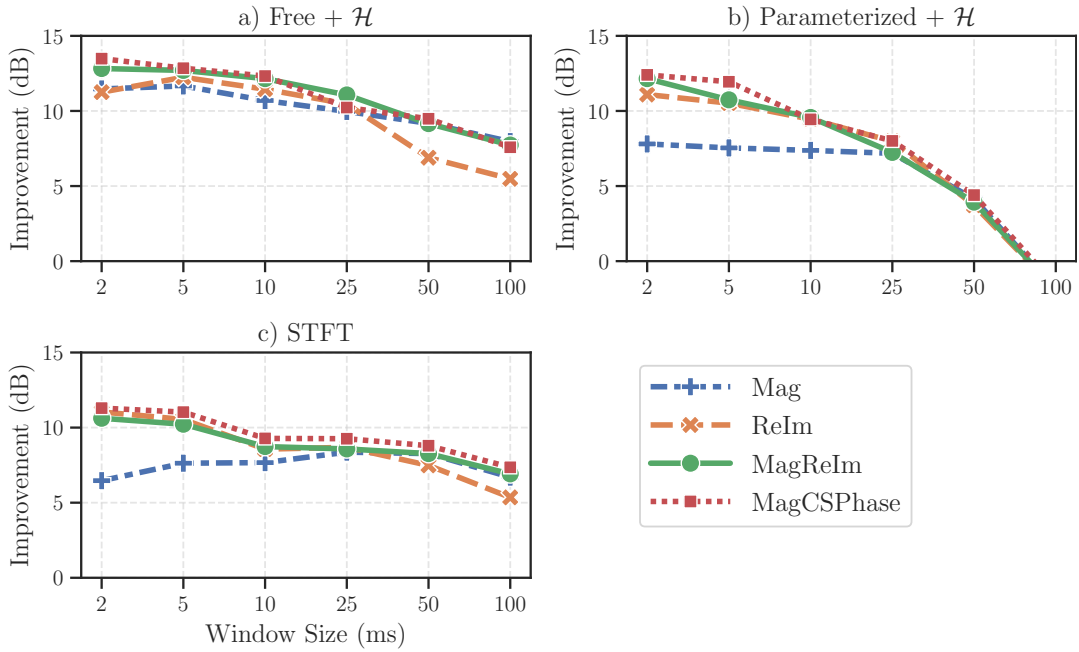 a) Free + ℋ
15
10
5
0
Improvement (dB)
2 5 10 25 50 100
b) Parameterized + ℋ
15
10
5
0
Improvement (dB)
2 5 10 25 50 100
c) STFT
15
10
5
0
Improvement (dB)
2 5 10 25 50 100
Window Size (ms)
Mag
ReIm
MagReIm
MagCSPhase